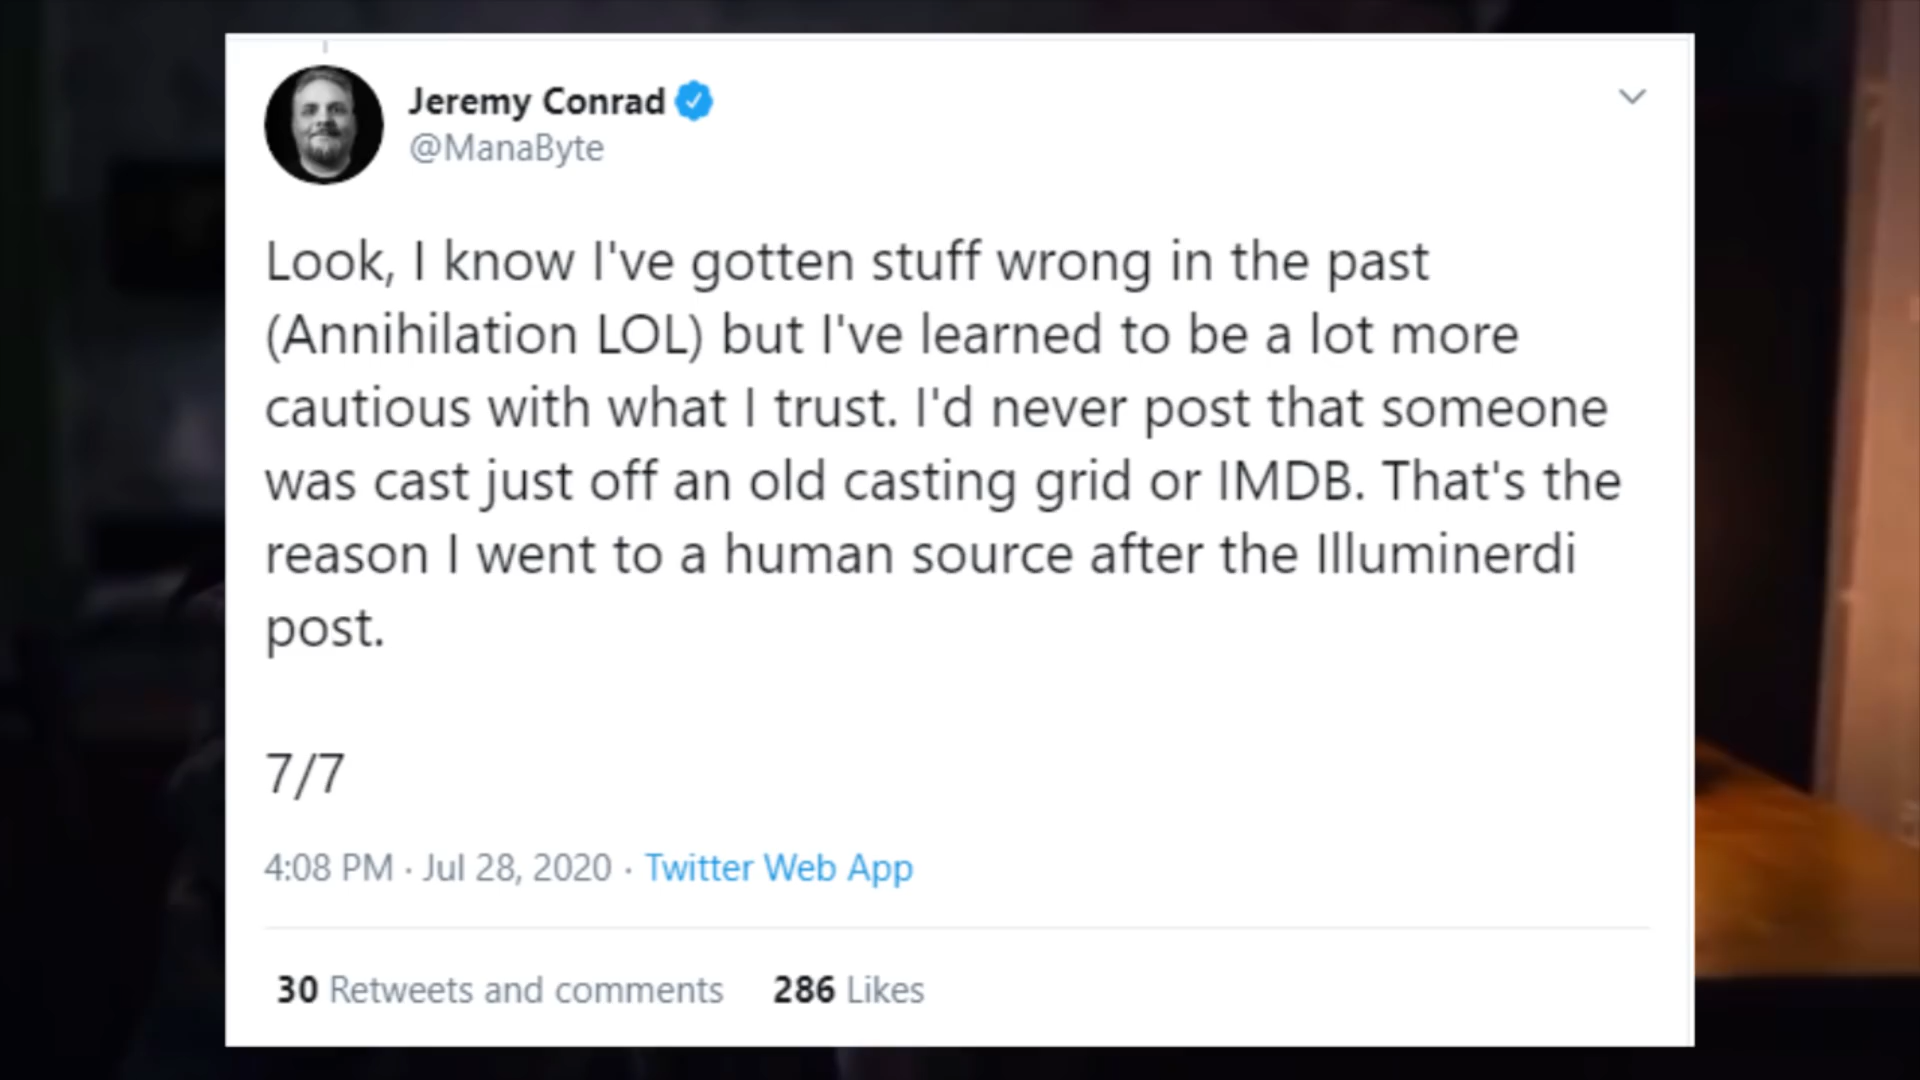 Jeremy Conrad
@ManaByte
Look, I know I've gotten stuff wrong in the past
(Annihilation LOL) but I've learned to be a lot more
cautious with what I trust. I'd never post that someone
was cast just off an old casting grid or IMDB. That's the
reason I went to a human source after the Illuminerdi
post.
7/7
4:08 PM · Jul 28, 2020 · Twitter Web App
30 Retweets and comments 286 Likes